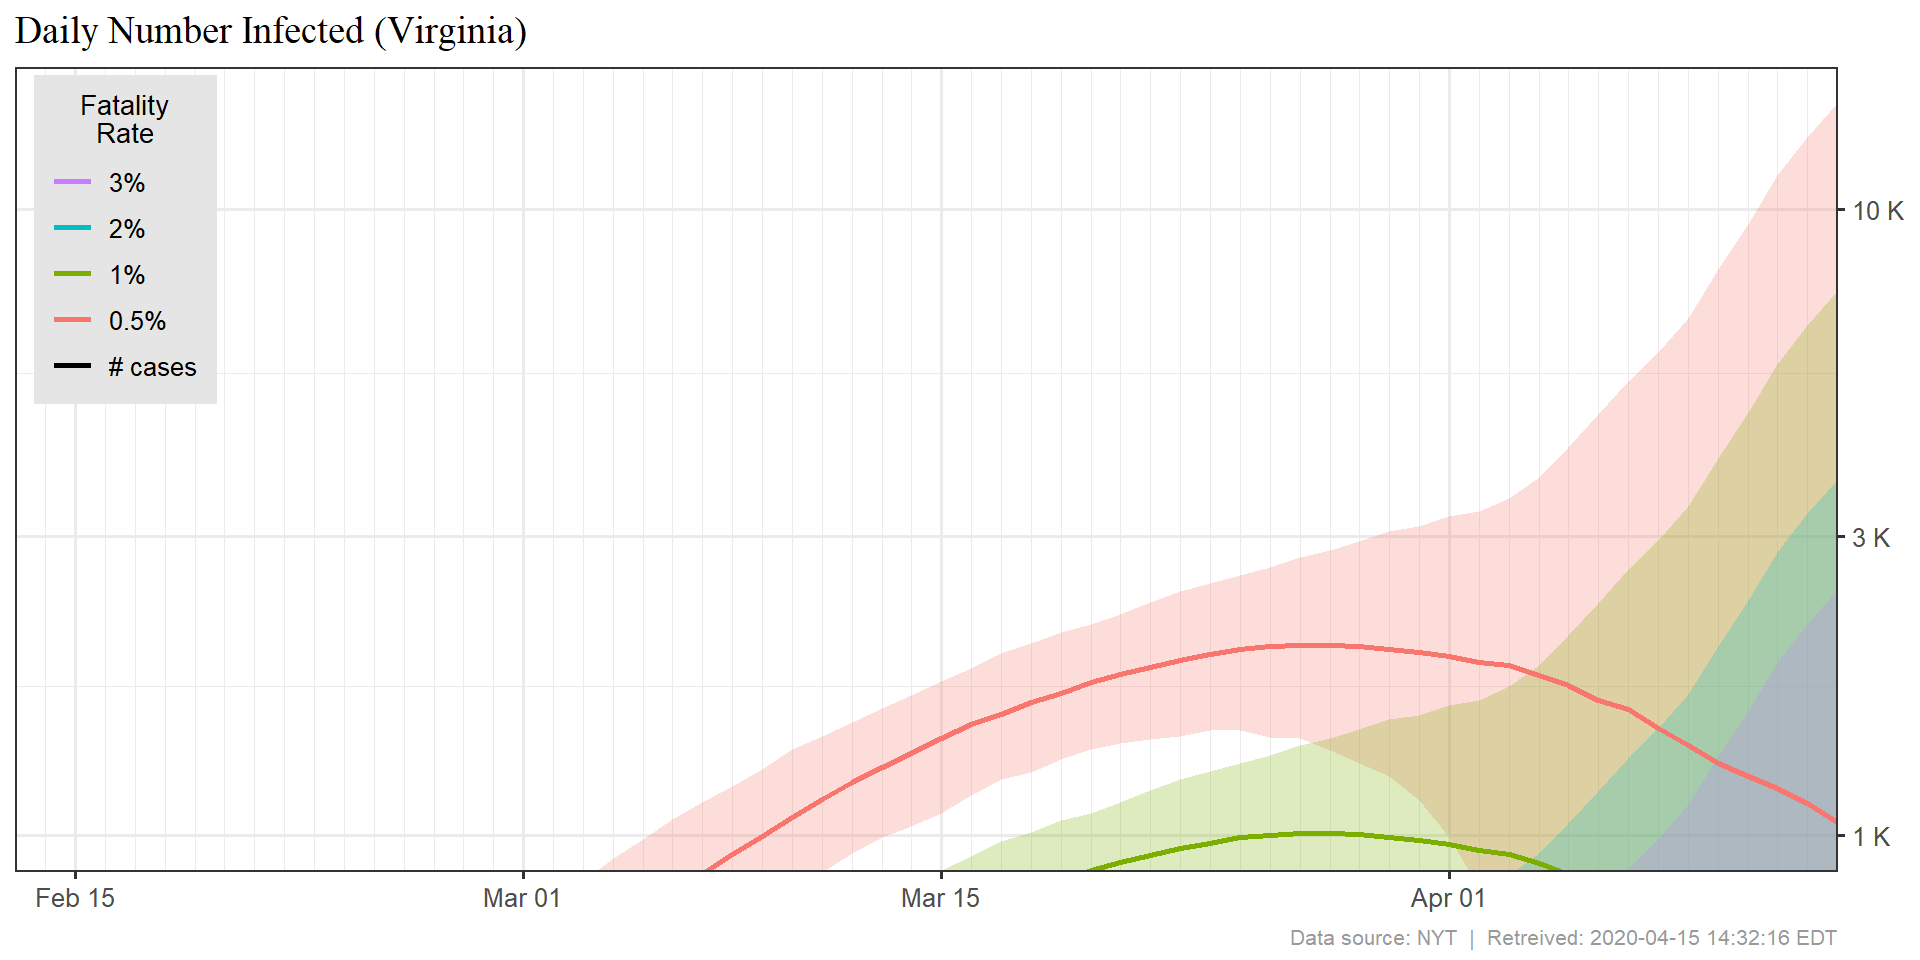 Daily Number Infected (Virginia)
Fatality
Rate
3%
2%
1%
0.5%
# cases
10 K
3 K
1 K
Feb 15
Mar 01
Mar 15
Apr 01
Data source: NYT | Retreived: 2020-04-15 14:32:16 EDT